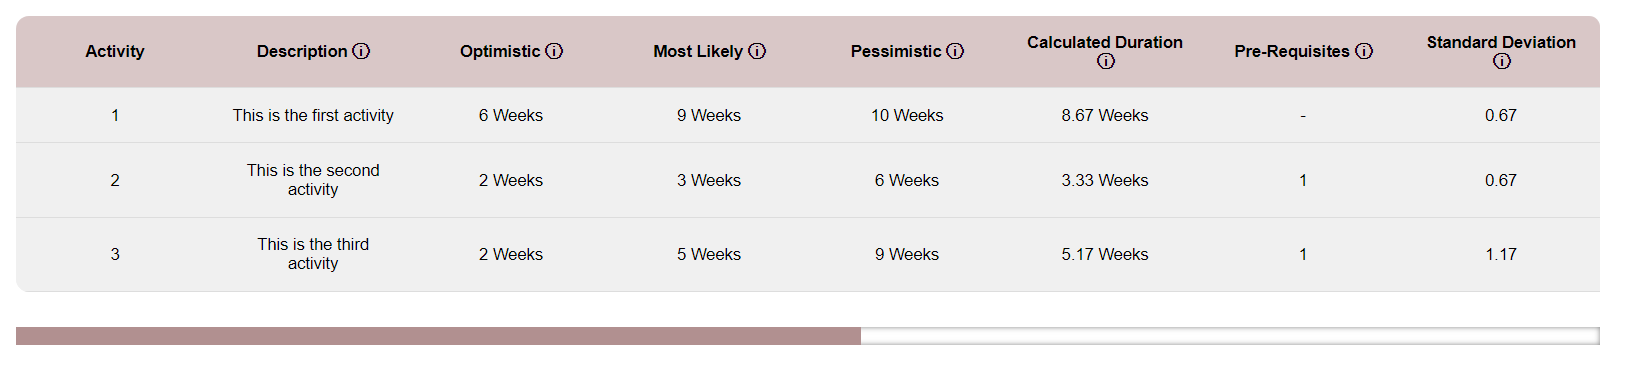 Activity Description ⓘ Optimistic ⓘ Most Likely ⓘ Pessimistic ⓘ Calculated Duration ⓘ Pre-Requisites ⓘ Standard Deviation ⓘ
1 This is the first activity 6 Weeks 9 Weeks 10 Weeks 8.67 Weeks - 0.67
2 This is the second activity 2 Weeks 3 Weeks 6 Weeks 3.33 Weeks 1 0.67
3 This is the third activity 2 Weeks 5 Weeks 9 Weeks 5.17 Weeks 1 1.17